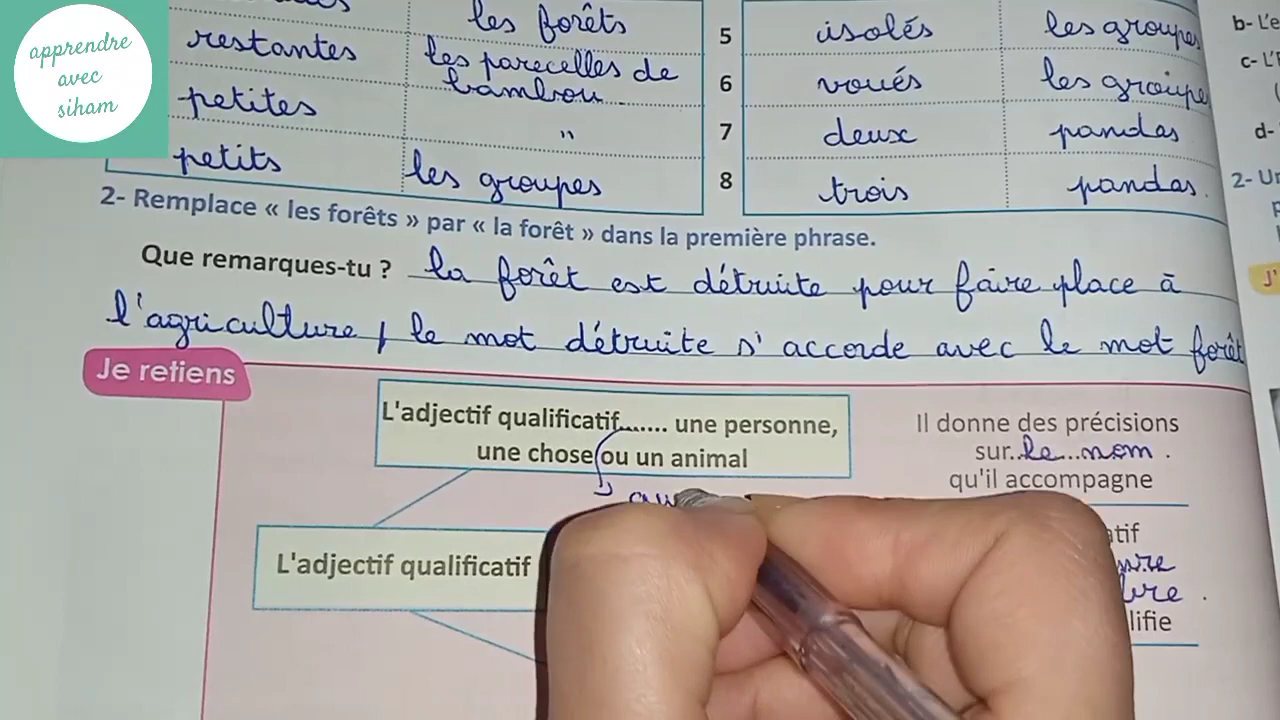 apprendre
avec
siham
les forêts
restantes les parcelles de
bambou
petites "
petits les groupes
5 isolés les groupes
6 voués les groupe
7 deux pandas
8 trois pandas.
b- L'e
c- L'
d-
2- Un
J'
2- Remplace « les forêts » par « la forêt » dans la première phrase.
Que remarques-tu ? la forêt est détruite pour faire place à
l'agriculture, le mot détruite s'accorde avec le mot forêt
Je retiens
L'adjectif qualificatif....... une personne,
une chose ou un animal
Il donne des précisions
sur..le...nom .
qu'il accompagne
L'adjectif qualificatif